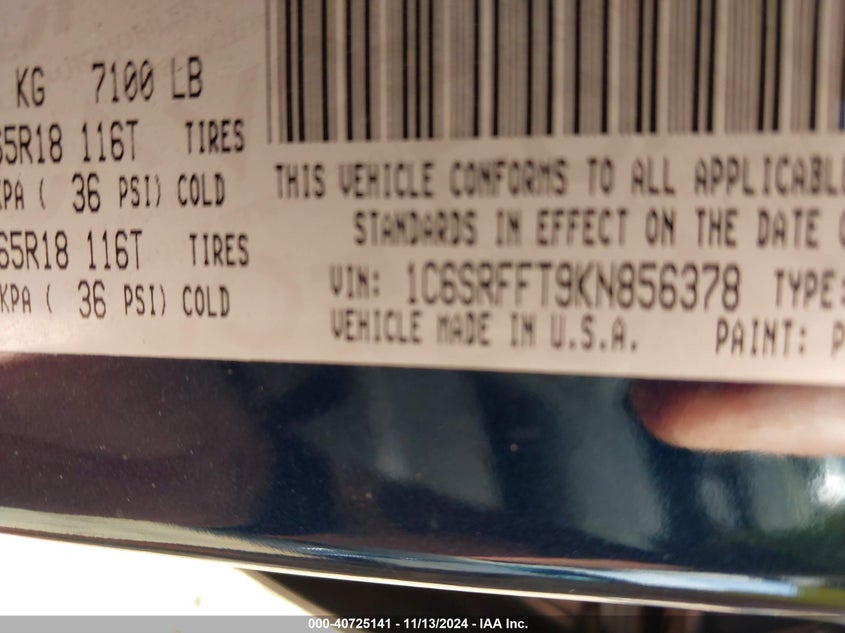 KG 7100 LB
65R18 116T TIRES
KPA ( 36 PSI) COLD
65R18 116T TIRES
KPA ( 36 PSI) COLD
THIS VEHICLE CONFORMS TO ALL APPLICABL
STANDARDS IN EFFECT ON THE DATE
VIN: 1C6SRFFT9KN856378 TYPE:
VEHICLE MADE IN U.S.A. PAINT: P
000-40725141 - 11/13/2024 - IAA Inc.